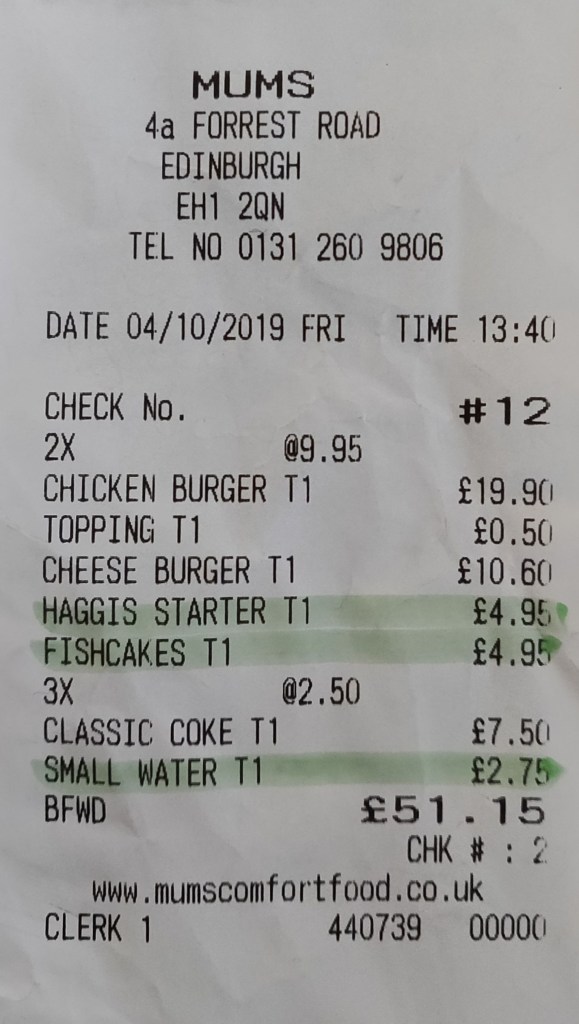 MUMS
4a FORREST ROAD
EDINBURGH
EH1 2QN
TEL NO 0131 260 9806
DATE 04/10/2019 FRI TIME 13:40
CHECK No. #12
2X @9.95
CHICKEN BURGER T1 £19.90
TOPPING T1 £0.50
CHEESE BURGER T1 £10.60
HAGGIS STARTER T1 £4.95
FISHCAKES T1 £4.95
3X @2.50
CLASSIC COKE T1 £7.50
SMALL WATER T1 £2.75
BFWD £51.15
CHK # : 2
www.mumscomfortfood.co.uk
CLERK 1 440739 00000